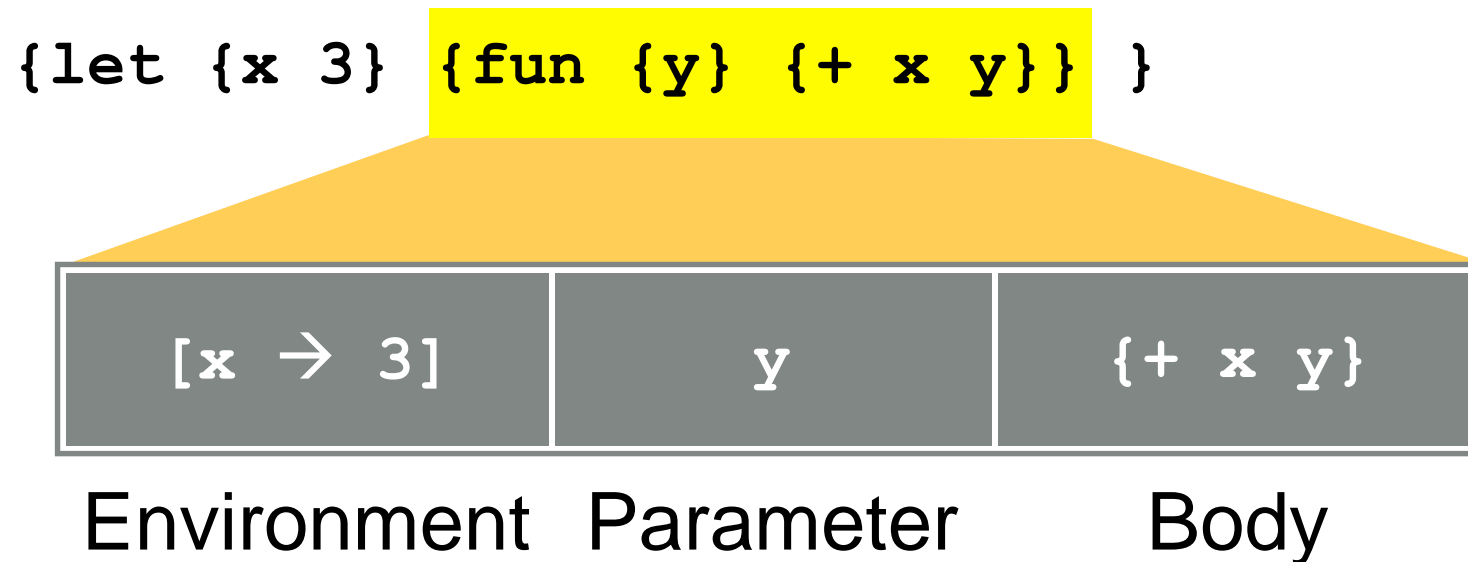 {let {x 3} {fun {y} {+ x y}} }
[x → 3] y {+ x y}
Environment Parameter Body